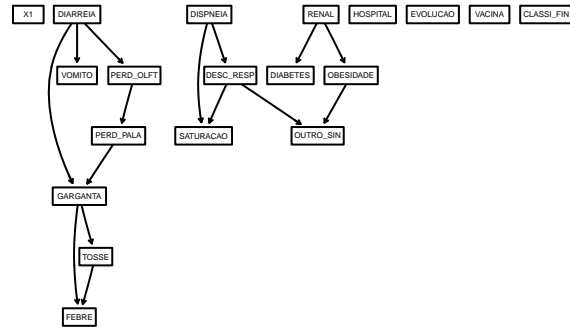 X1 DIARREIA DISPNEIA RENAL HOSPITAL EVOLUCAO VACINA CLASSI_FIN
VOMITO PERD_OLFT DESC_RESP DIABETES OBESIDADE
PERD_PALA SATURACAO OUTRO_SIN
GARGANTA
TOSSE
FEBRE